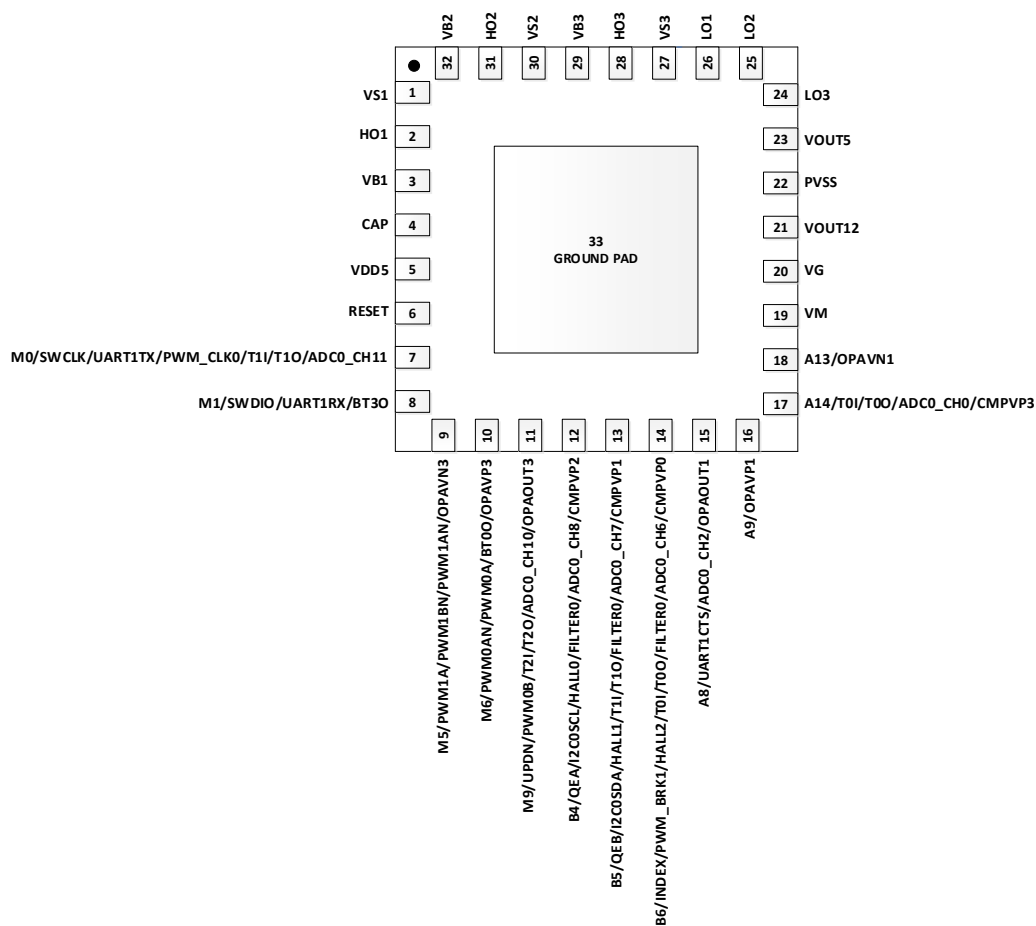 VB2
HO2
VS2
VB3
HO3
VS3
LO1
LO2
32
31
30
29
28
27
26
25
VS1 1
HO1 2
VB1 3
CAP 4
VDD5 5
RESET 6
M0/SWCLK/UART1TX/PWM_CLK0/T1I/T1O/ADC0_CH11 7
M1/SWDIO/UART1RX/BT3O 8
33
GROUND PAD
24 LO3
23 VOUT5
22 PVSS
21 VOUT12
20 VG
19 VM
18 A13/OPAVN1
17 A14/T0I/T0O/ADC0_CH0/CMPVP3
9
10
11
12
13
14
15
16
M5/PWM1A/PWM1BN/PWM1AN/OPAVN3
M6/PWM0AN/PWM0A/BT0O/OPAVP3
M9/UPDN/PWM0B/T2I/T2O/ADC0_CH10/OPAOUT3
B4/QEA/I2C0SCL/HALL0/FILTER0/ADC0_CH8/CMPVP2
B5/QEB/I2C0SDA/HALL1/T1I/T1O/FILTER0/ADC0_CH7/CMPVP1
B6/INDEX/PWM_BRK1/HALL2/T0I/T0O/FILTER0/ADC0_CH6/CMPVP0
A8/UART1CTS/ADC0_CH2/OPAOUT1
A9/OPAVP1